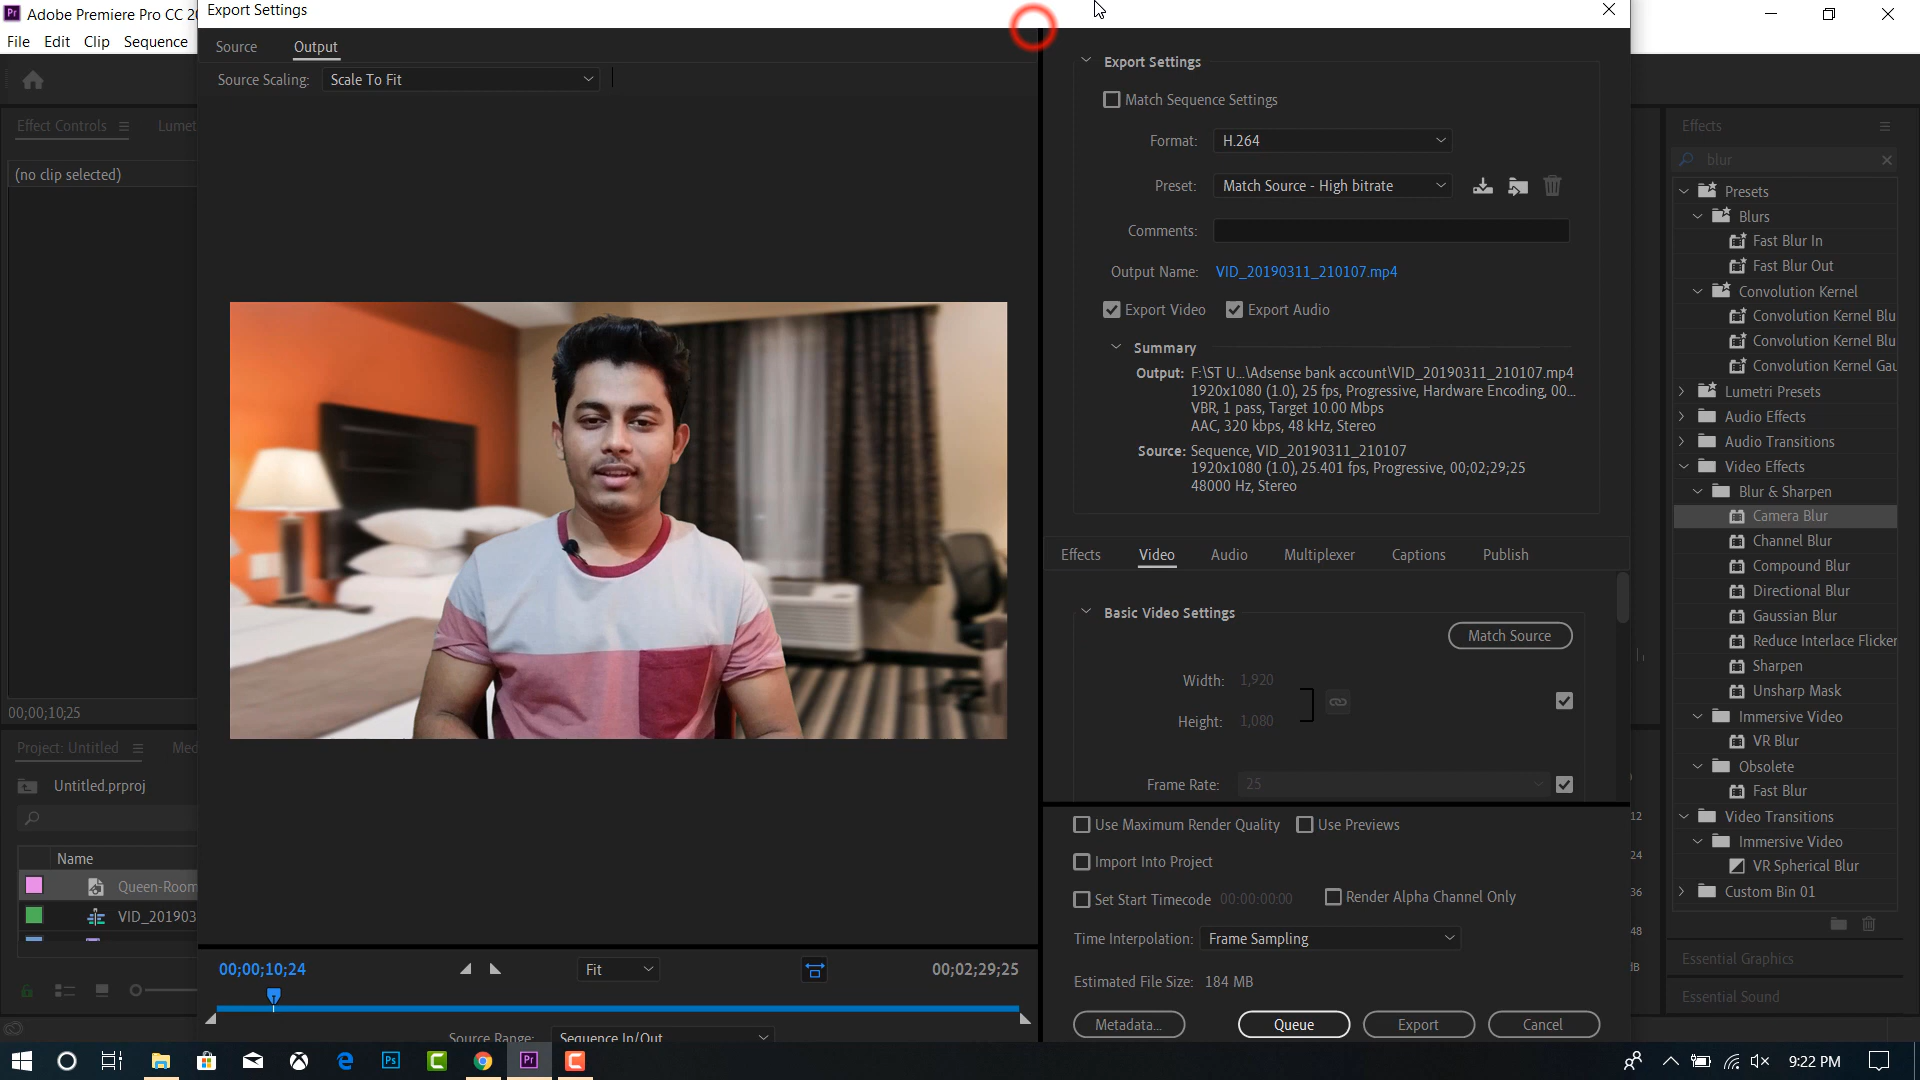 Adobe Premiere Pro CC 20
Export Settings
File Edit Clip Sequence
Source Output
Source Scaling: Scale To Fit
Effect Controls Lumet
(no clip selected)
00;00;10;25
Project: Untitled Med
Untitled.prproj
Name
Queen-Room
VID_201903
00;00;10;24 Fit 00;02;29;25
Source Range: Sequence In/Out
Export Settings
Match Sequence Settings
Format: H.264
Preset: Match Source - High bitrate
Comments:
Output Name: VID_20190311_210107.mp4
Export Video Export Audio
Summary
Output: F:\ST U...\Adsense bank account\VID_20190311_210107.mp4
1920x1080 (1.0), 25 fps, Progressive, Hardware Encoding, 00...
VBR, 1 pass, Target 10.00 Mbps
AAC, 320 kbps, 48 kHz, Stereo
Source: Sequence, VID_20190311_210107
1920x1080 (1.0), 25.401 fps, Progressive, 00;02;29;25
48000 Hz, Stereo
Effects Video Audio Multiplexer Captions Publish
Basic Video Settings
Match Source
Width: 1,920
Height: 1,080
Frame Rate: 25
Use Maximum Render Quality Use Previews
Import Into Project
Set Start Timecode 00:00:00:00 Render Alpha Channel Only
Time Interpolation: Frame Sampling
Estimated File Size: 184 MB
Metadata... Queue Export Cancel
12
24
36
48
dB
Effects
blur
Presets
Blurs
Fast Blur In
Fast Blur Out
Convolution Kernel
Convolution Kernel Blu
Convolution Kernel Blu
Convolution Kernel Gau
Lumetri Presets
Audio Effects
Audio Transitions
Video Effects
Blur & Sharpen
Camera Blur
Channel Blur
Compound Blur
Directional Blur
Gaussian Blur
Reduce Interlace Flicker
Sharpen
Unsharp Mask
Immersive Video
VR Blur
Obsolete
Fast Blur
Video Transitions
Immersive Video
VR Spherical Blur
Custom Bin 01
Essential Graphics
Essential Sound
9:22 PM